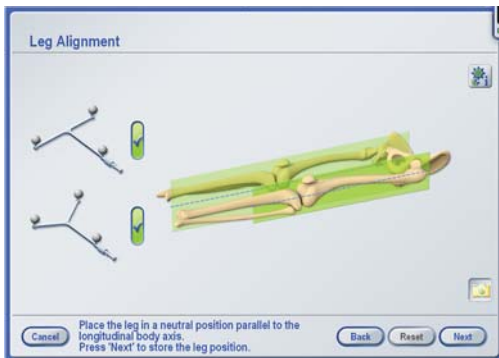 Leg Alignment
Place the leg in a neutral position parallel to the
longitudinal body axis.
Press 'Next' to store the leg position.
Cancel
Back
Reset
Next